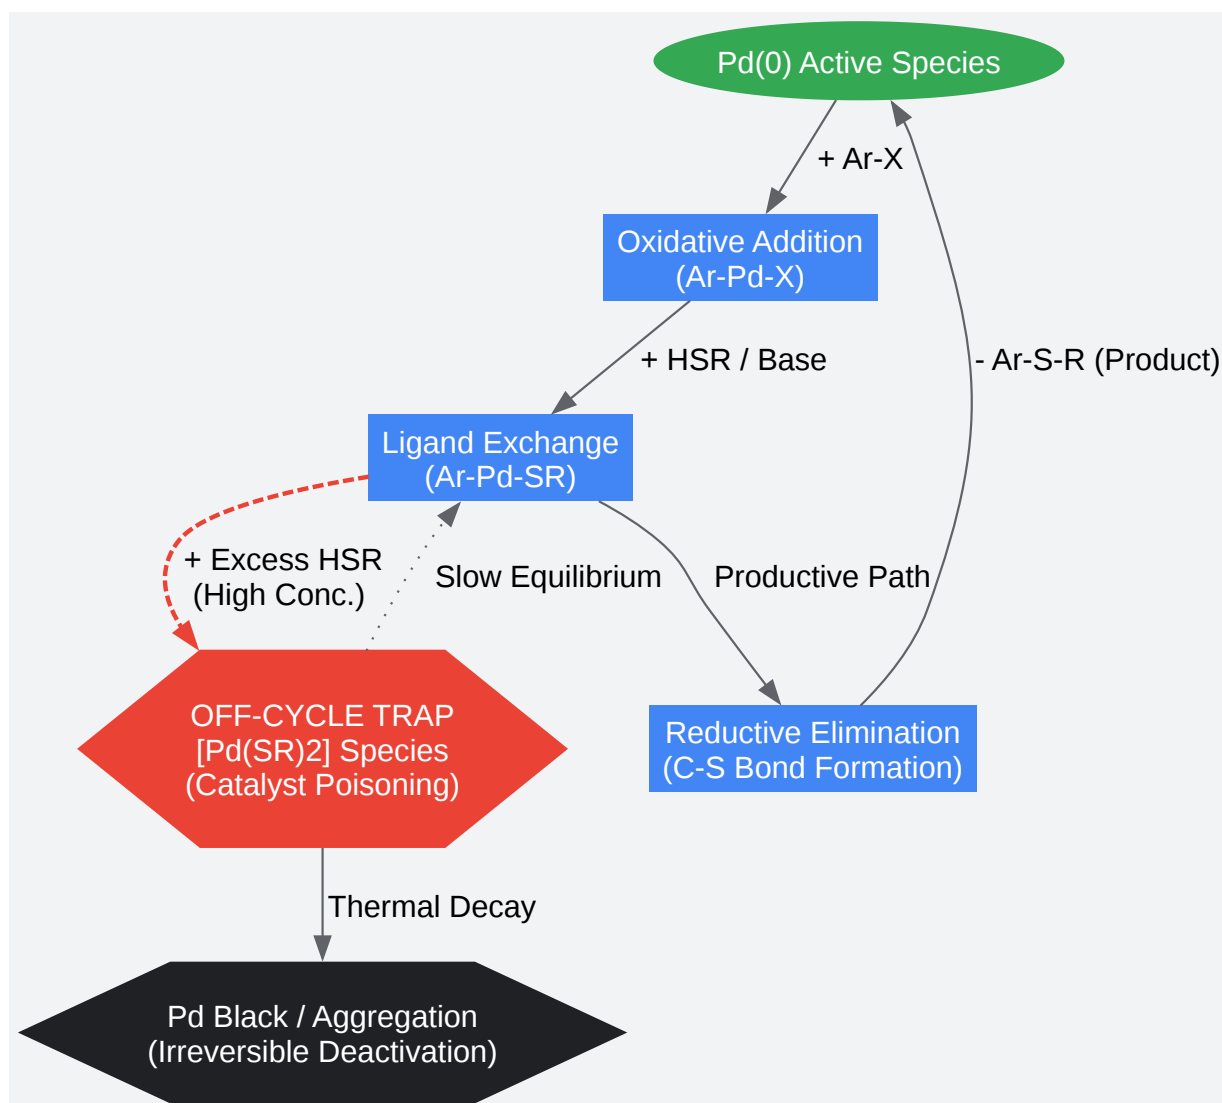 Pd(0) Active Species
+ Ar-X
Oxidative Addition
(Ar-Pd-X)
+ HSR / Base
- Ar-S-R (Product)
Ligand Exchange
(Ar-Pd-SR)
+ Excess HSR
(High Conc.)
Slow Equilibrium
Productive Path
OFF-CYCLE TRAP
[Pd(SR)2] Species
(Catalyst Poisoning)
Reductive Elimination
(C-S Bond Formation)
Thermal Decay
Pd Black / Aggregation
(Irreversible Deactivation)